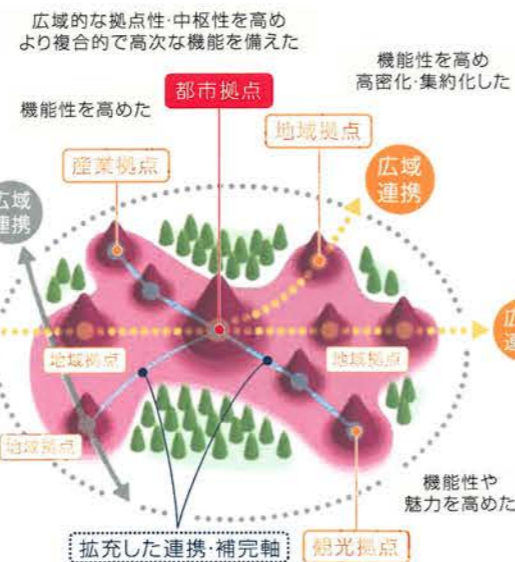 広域的な拠点性・中枢性を高め
より複合的で高次な機能を備えた
都市拠点
機能性を高め
高密化・集約化した
地域拠点
機能性を高めた
産業拠点
広域
連携
広域
連携
広
連
地域拠点
地域拠点
地域拠点
機能性や
魅力を高めた
観光拠点
拡充した連携・補完軸